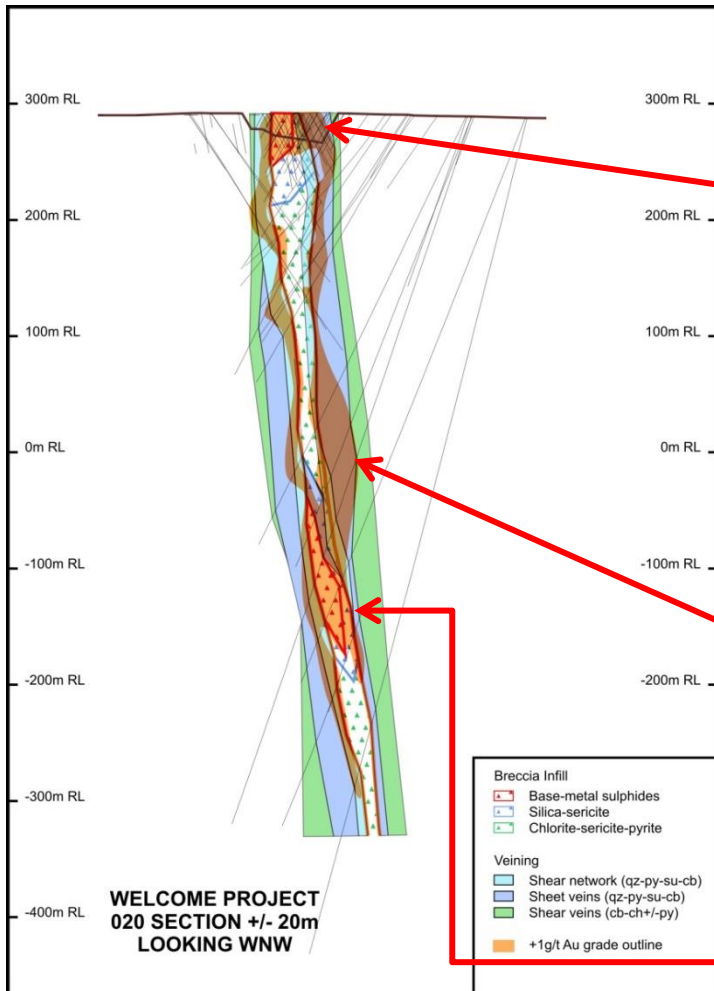 300m RL
300m RL
200m RL
200m RL
100m RL
100m RL
0m RL
0m RL
-100m RL
-100m RL
-200m RL
-200m RL
-300m RL
-400m RL
WELCOME PROJECT
020 SECTION +/- 20m
LOOKING WNW
Breccia Infill
Base-metal sulphides
Silica-sericite
Chlorite-sericite-pyrite
Veining
Shear network (qz-py-su-cb)
Sheet veins (qz-py-su-cb)
Shear veins (cb-ch+/-py)
+1g/t Au grade outline